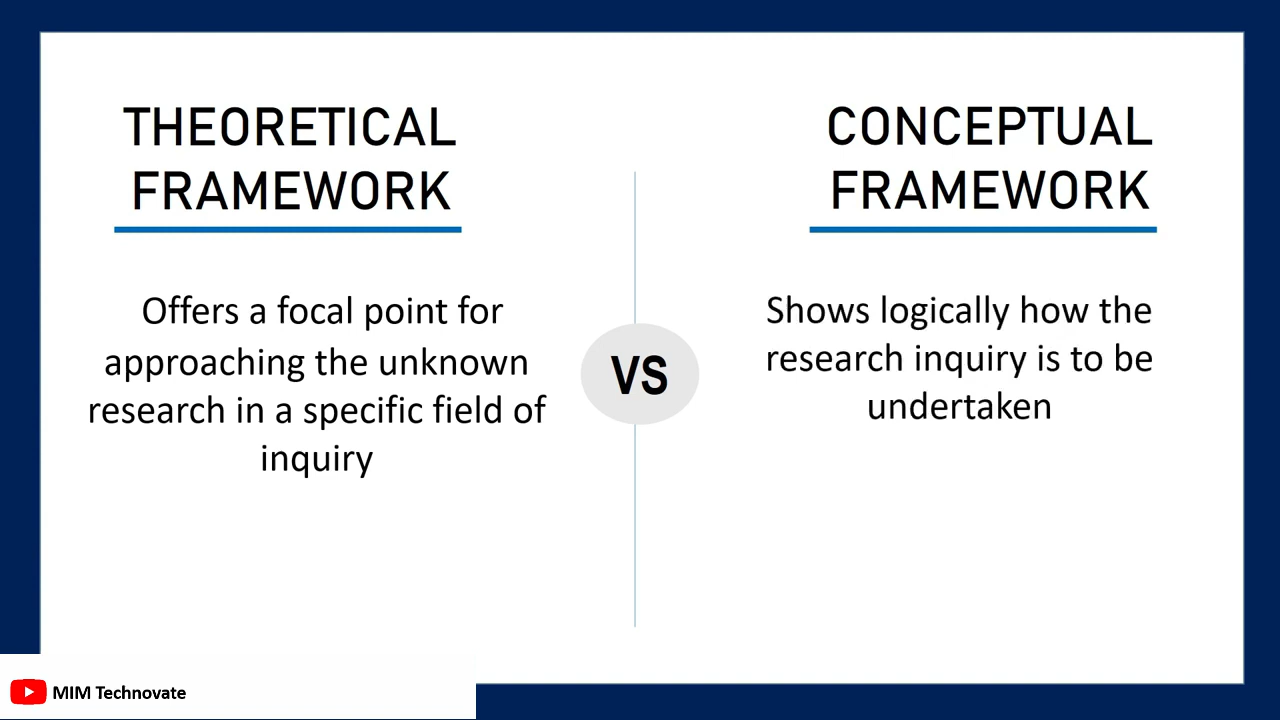 THEORETICAL
FRAMEWORK
Offers a focal point for
approaching the unknown
research in a specific field of
inquiry
VS
CONCEPTUAL
FRAMEWORK
Shows logically how the
research inquiry is to be
undertaken
MIM Technovate